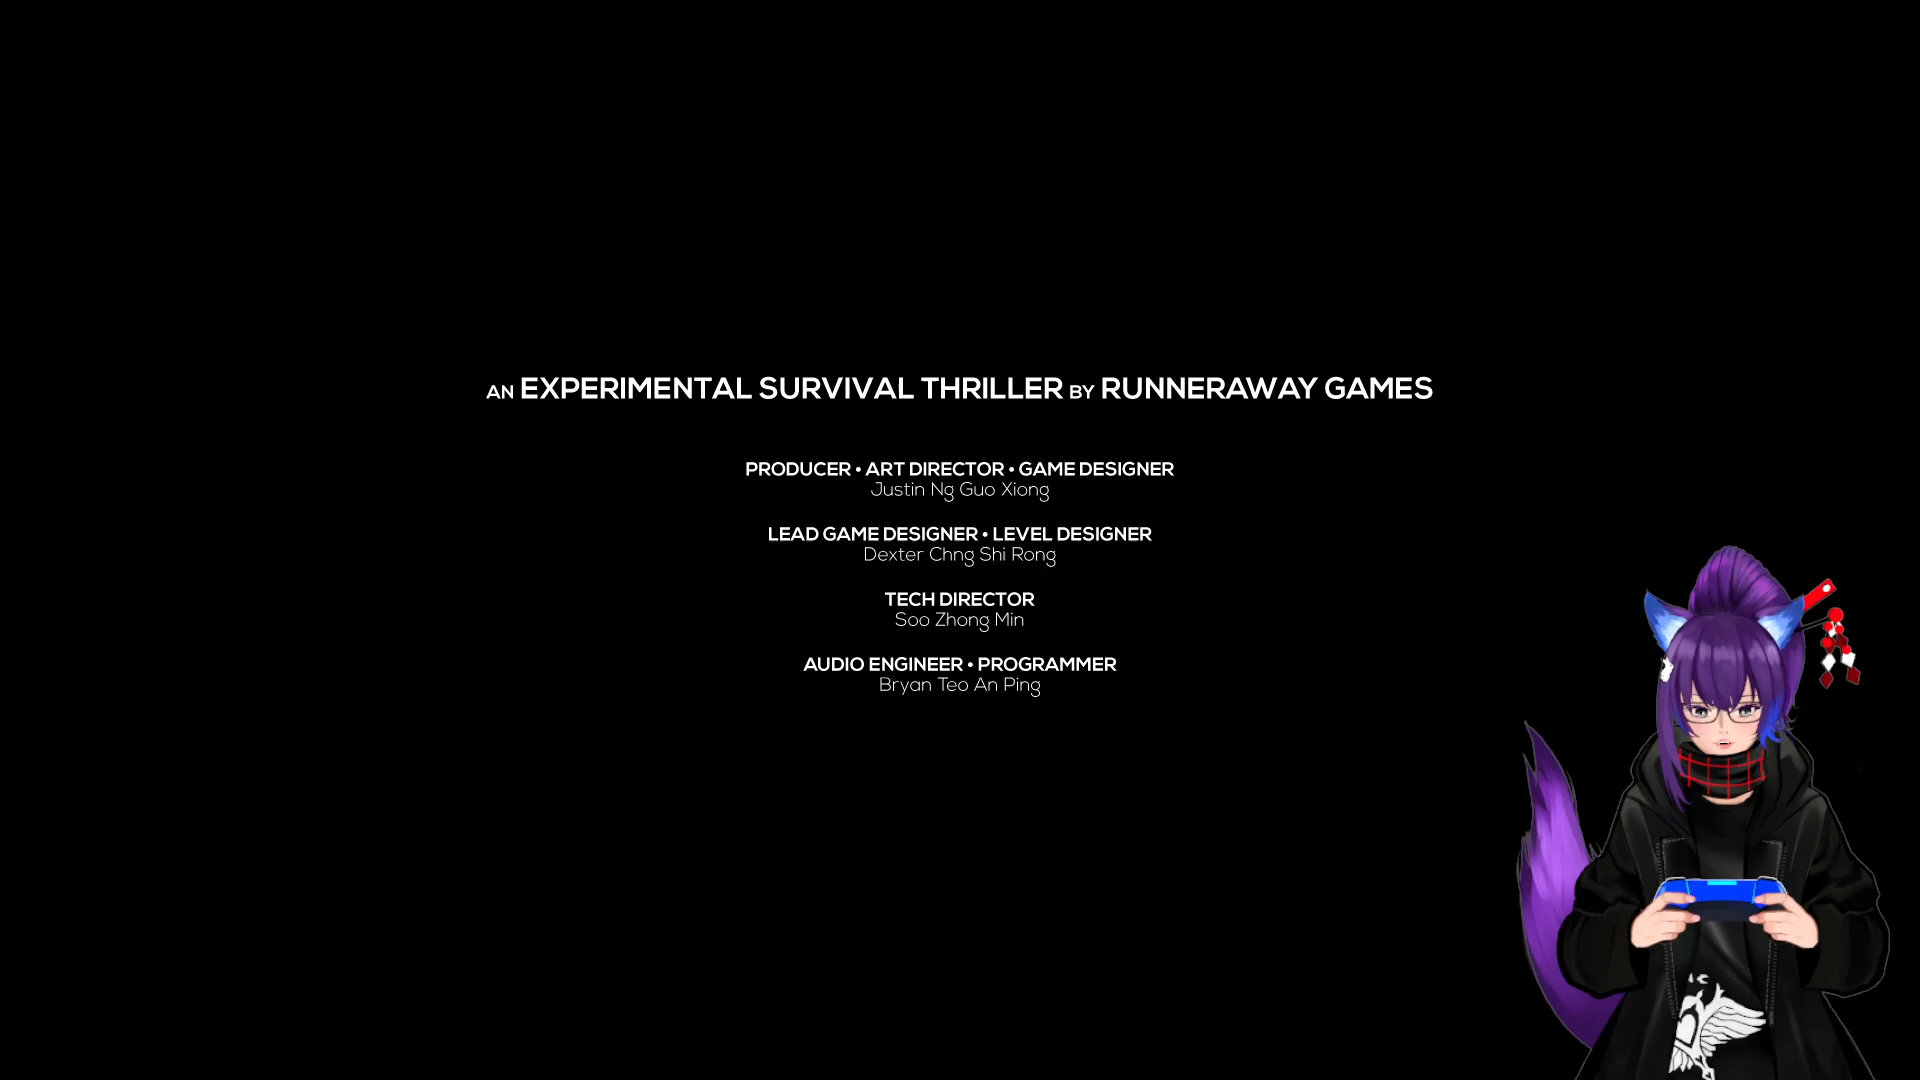 AN EXPERIMENTAL SURVIVAL THRILLER BY RUNNERAWAY GAMES
PRODUCER • ART DIRECTOR • GAME DESIGNER
Justin Ng Guo Xiong
LEAD GAME DESIGNER • LEVEL DESIGNER
Dexter Chng Shi Rong
TECH DIRECTOR
Soo Zhong Min
AUDIO ENGINEER • PROGRAMMER
Bryan Teo An Ping